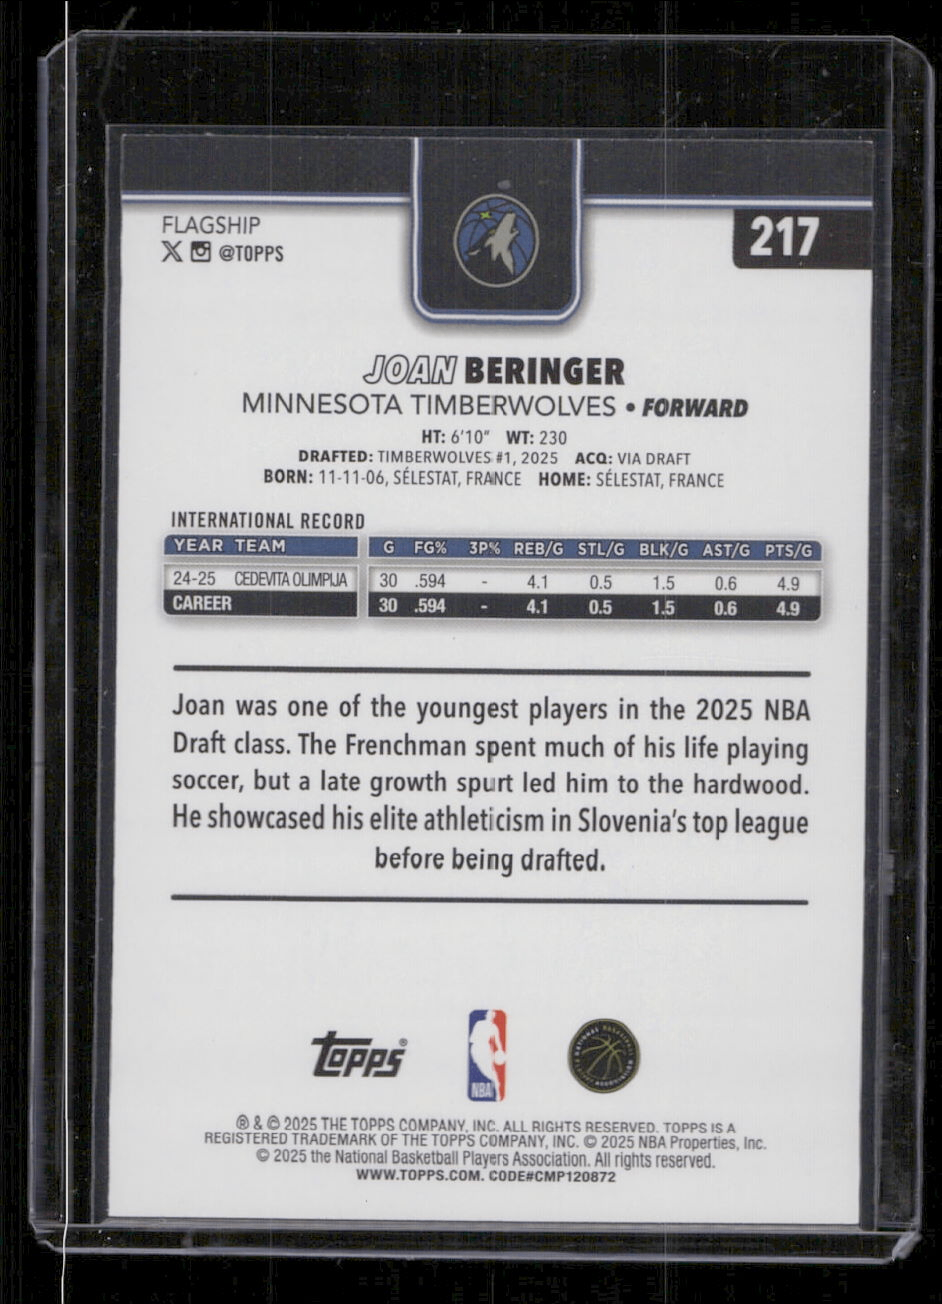 FLAGSHIP
217
@TOPPS
JOAN BERINGER
MINNESOTA TIMBERWOLVES • FORWARD
HT: 6'10" WT: 230
DRAFTED: TIMBERWOLVES #1, 2025 ACQ: VIA DRAFT
BORN: 11-11-06, SÉLESTAT, FRANCE HOME: SÉLESTAT, FRANCE
INTERNATIONAL RECORD
YEAR TEAM G FG% 3P% REB/G STL/G BLK/G AST/G PTS/G
24-25 CEDEVITA OLIMPIJA 30 .594 - 4.1 0.5 1.5 0.6 4.9
CAREER 30 .594 - 4.1 0.5 1.5 0.6 4.9
Joan was one of the youngest players in the 2025 NBA
Draft class. The Frenchman spent much of his life playing
soccer, but a late growth spurt led him to the hardwood.
He showcased his elite athleticism in Slovenia's top league
before being drafted.
Topps®
NBA
® & © 2025 THE TOPPS COMPANY, INC. ALL RIGHTS RESERVED. TOPPS IS A
REGISTERED TRADEMARK OF THE TOPPS COMPANY, INC. © 2025 NBA Properties, Inc.
© 2025 the National Basketball Players Association. All rights reserved.
WWW.TOPPS.COM. CODE#CMP120872